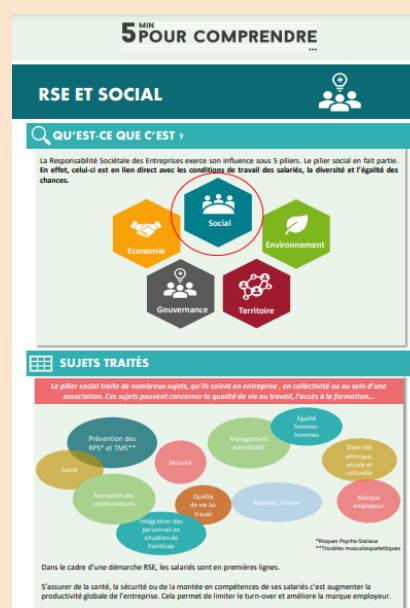 5 MIN
POUR COMPRENDRE
...
RSE ET SOCIAL
QU'EST-CE QUE C'EST ?
La Responsabilité Sociétale des Entreprises exerce son influence sous 5 piliers. Le pilier social en fait partie.
En effet, celui-ci est en lien direct avec les conditions de travail des salariés, la diversité et l'égalité des
chances.
Social
Economie
Environnement
Gouvernance
Territoire
SUJETS TRAITÉS
Le pilier social traite de nombreux sujets, qu'ils soient en entreprise , en collectivité ou au sein d'une
association. Ces sujets peuvent concerner la qualité de vie au travail, l'accès à la formation...
Egalité
femmes-
hommes
Prévention des
RPS* et TMS**
Management
participatif
Diversité
ethnique,
sociale et
culturelle
Santé
Sécurité
Formation des
collaborateurs
Qualité
de vie au
travail
Mobilité interne
Marque
employeur
Intégration des
personnes en
situation de
handicap
*Risques Psycho-Sociaux
**Troubles musculosquelettiques
Dans le cadre d'une démarche RSE, les salariés sont en premières lignes.
S'assurer de la santé, la sécurité ou de la montée en compétences de ses salariés c'est augmenter la
productivité globale de l'entreprise. Cela permet de limiter le turn-over et améliore la marque employeur.